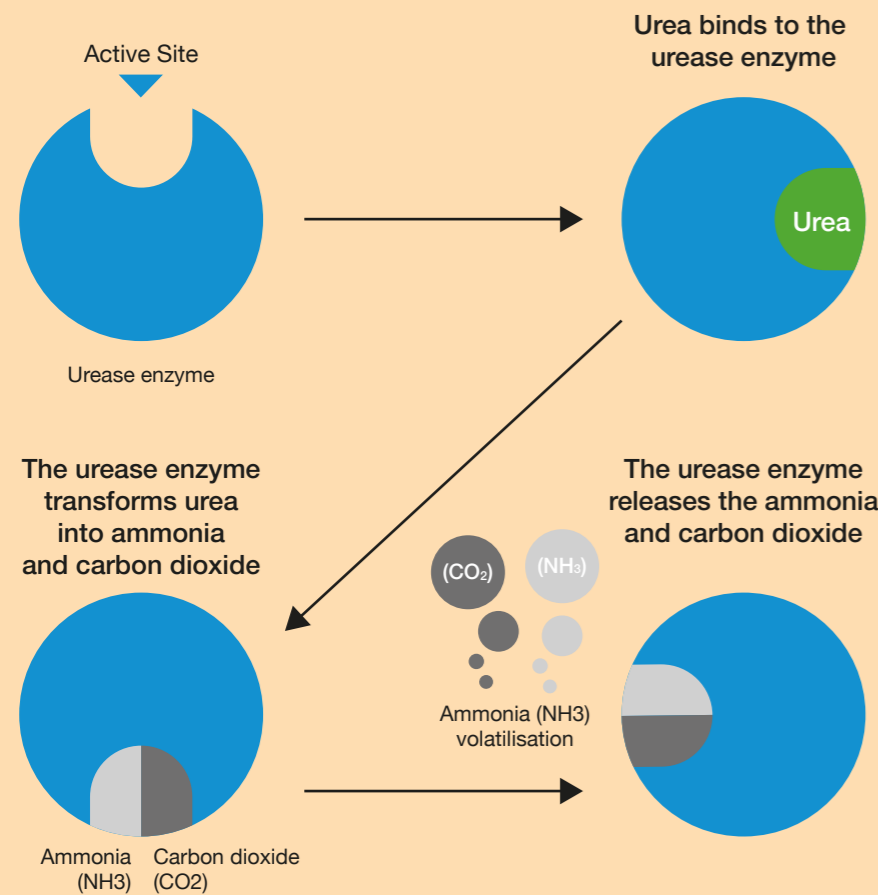 Active Site
Urease enzyme
Urea binds to the
urease enzyme
Urea
The urease enzyme
transforms urea
into ammonia
and carbon dioxide
Ammonia
(NH3)
Carbon dioxide
(CO2)
(CO₂)
(NH₃)
Ammonia (NH3)
volatilisation
The urease enzyme
releases the ammonia
and carbon dioxide